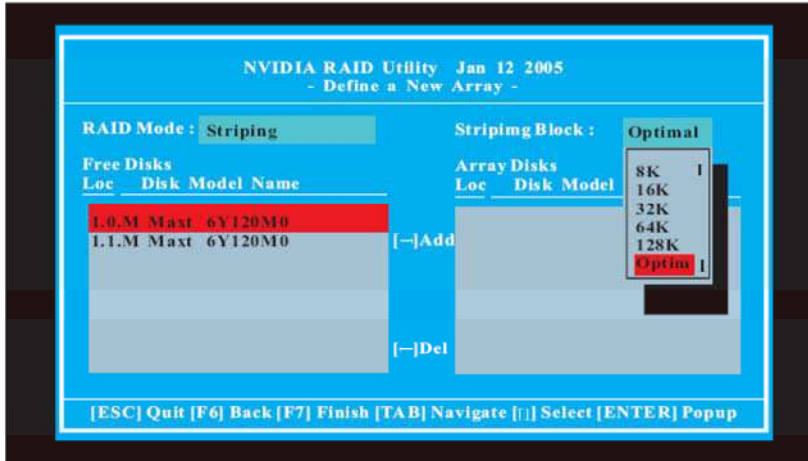 NVIDIA RAID Utility Jan 12 2005
- Define a New Array -
RAID Mode : Striping
Stripimg Block : Optimal
Free Disks
Loc Disk Model Name
Array Disks
Loc Disk Model
8K
16K
32K
64K
128K
Optim
1.0.M Maxt 6Y120M0
1.1.M Maxt 6Y120M0
[—]Add
[—]Del
[ESC] Quit [F6] Back [F7] Finish [TAB] Navigate [↑↓] Select [ENTER] Popup